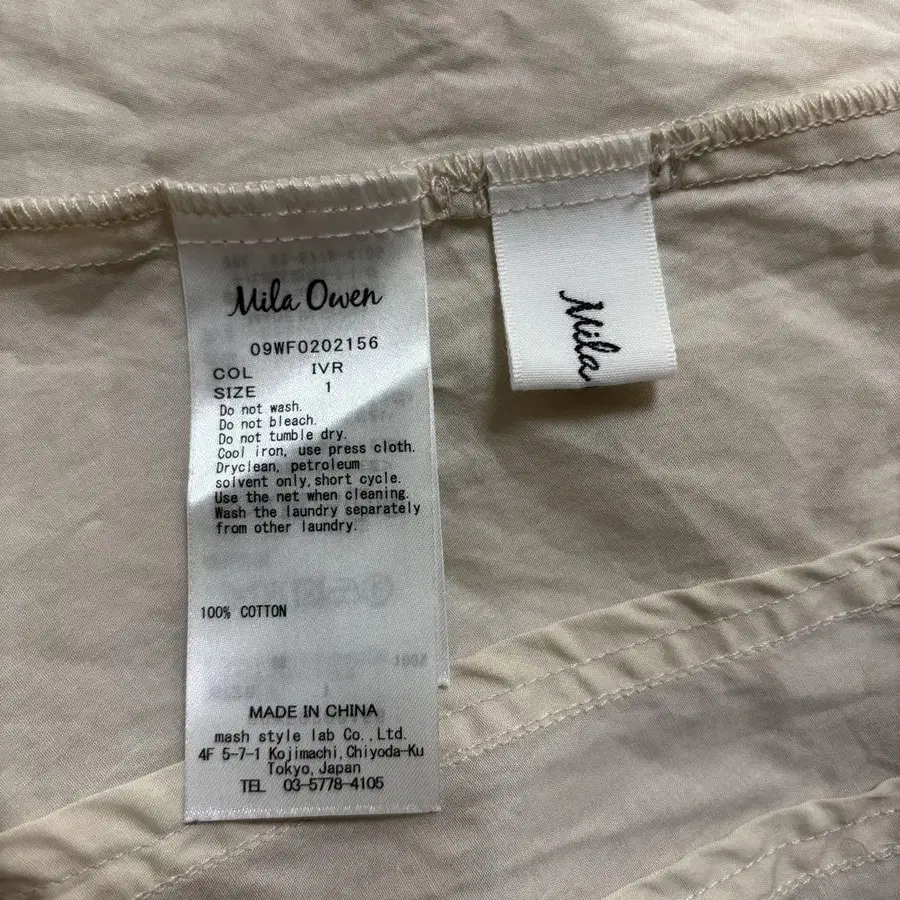 Mila Owen
09WF0202156
COL IVR
SIZE 1
Do not wash.
Do not bleach.
Do not tumble dry.
Cool iron, use press cloth.
Dryclean, petroleum
solvent only,short cycle.
Use the net when cleaning.
Wash the laundry separately
from other laundry.
100% COTTON
MADE IN CHINA
mash style lab Co.,Ltd.
4F 5-7-1 Kojimachi,Chiyoda-Ku
Tokyo,Japan
TEL 03-5778-4105
Mila